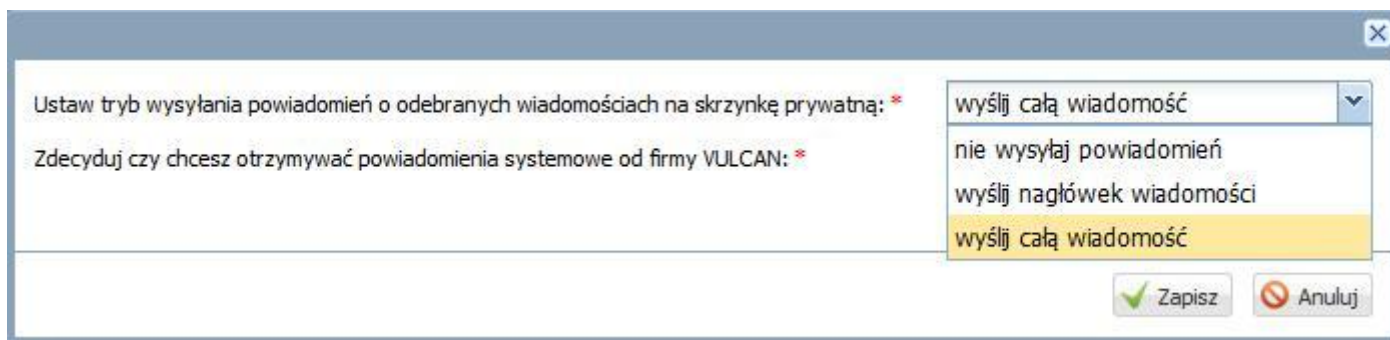 Ustaw tryb wysyłania powiadomień o odebranych wiadomościach na skrzynkę prywatną: * wyślij całą wiadomość
Zdecyduj czy chcesz otrzymywać powiadomienia systemowe od firmy VULCAN: * nie wysyłaj powiadomień
wyślij nagłówek wiadomości
wyślij całą wiadomość
Zapisz Anuluj